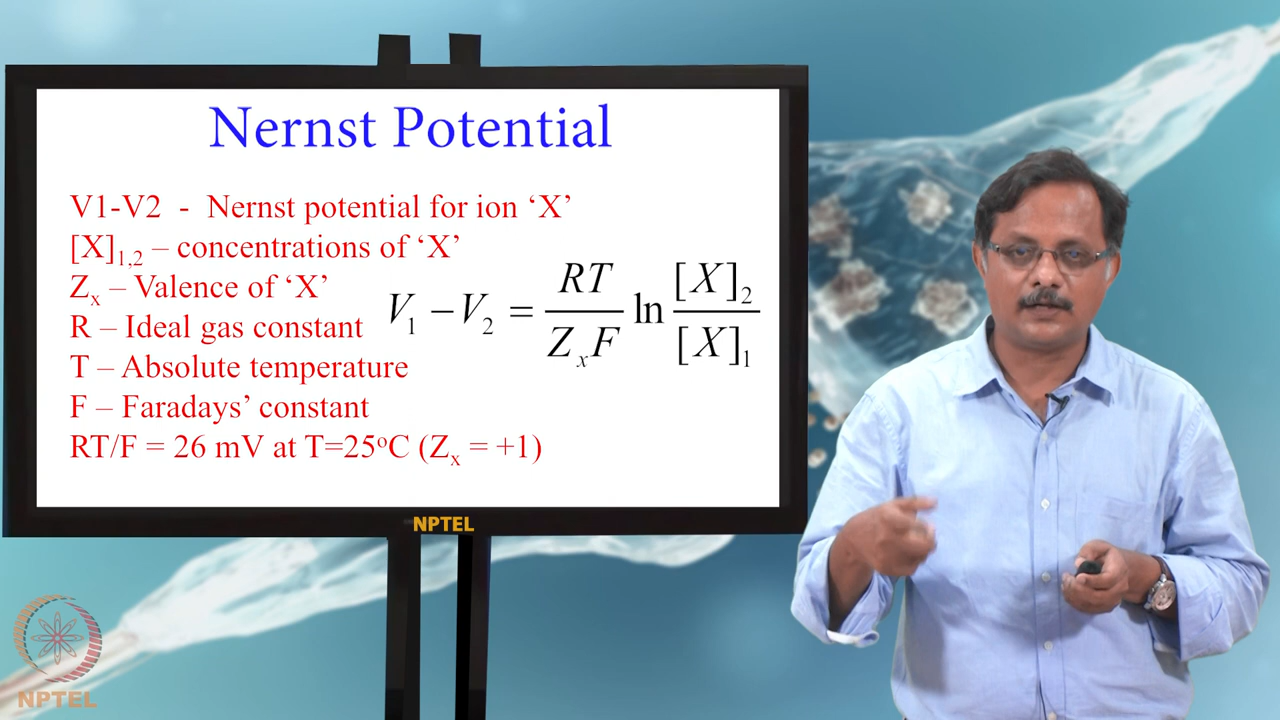 Nernst Potential
V1-V2 - Nernst potential for ion ‘X’
[X]1,2 – concentrations of ‘X’
Zx – Valence of ‘X’
R – Ideal gas constant
T – Absolute temperature
F – Faradays’ constant
RT/F = 26 mV at T=25oC (Zx = +1)
V1 – V2 = RT/ZxF ln [X]2/[X]1
NPTEL
NPTEL